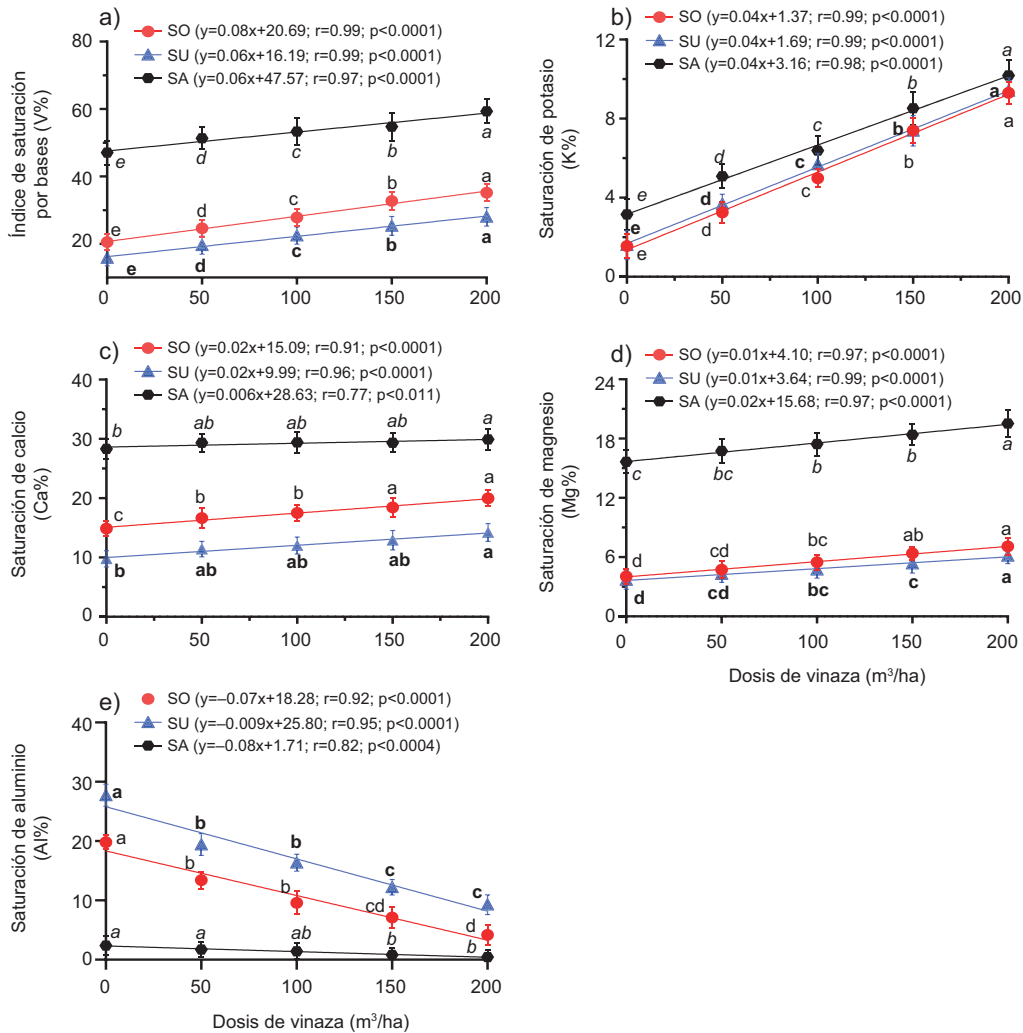 a)
SO (y=0.08x+20.69; r=0.99; p<0.0001)
SU (y=0.06x+16.19; r=0.99; p<0.0001)
SA (y=0.06x+47.57; r=0.97; p<0.0001)
Índice de saturación
por bases (V%)
80
60
40
20
e
d
c
b
a
e
d
c
b
a
e
d
c
b
a
0
50
100
150
200
b)
SO (y=0.04x+1.37; r=0.99; p<0.0001)
SU (y=0.04x+1.69; r=0.99; p<0.0001)
SA (y=0.04x+3.16; r=0.98; p<0.0001)
Saturación de potasio
(K%)
12
8
4
0
e
d
c
b
a
e
d
c
b
a
e
d
c
b
a
0
50
100
150
200
c)
SO (y=0.02x+15.09; r=0.91; p<0.0001)
SU (y=0.02x+9.99; r=0.96; p<0.0001)
SA (y=0.006x+28.63; r=0.77; p<0.011)
Saturación de calcio
(Ca%)
50
40
30
20
10
0
b
ab
ab
ab
a
c
b
b
a
a
b
ab
ab
ab
a
0
50
100
150
200
d)
SO (y=0.01x+4.10; r=0.97; p<0.0001)
SU (y=0.01x+3.64; r=0.99; p<0.0001)
SA (y=0.02x+15.68; r=0.97; p<0.0001)
Saturación de magnesio
(Mg%)
24
18
12
6
0
c
bc
b
b
a
d
cd
bc
ab
a
d
cd
bc
c
a
0
50
100
150
200
Dosis de vinaza (m³/ha)
e)
SO (y=–0.07x+18.28; r=0.92; p<0.0001)
SU (y=–0.009x+25.80; r=0.95; p<0.0001)
SA (y=–0.08x+1.71; r=0.82; p<0.0004)
Saturación de aluminio
(Al%)
40
30
20
10
0
a
b
b
c
c
a
b
b
cd
d
a
a
ab
b
b
0
50
100
150
200
Dosis de vinaza (m³/ha)